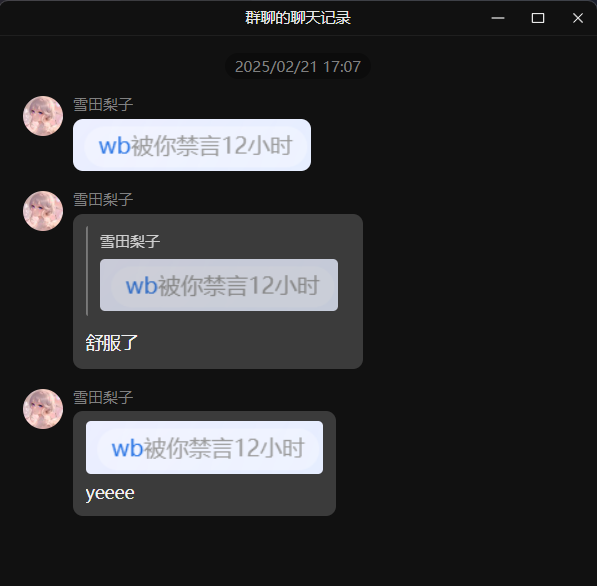 群聊的聊天记录
2025/02/21 17:07
雪田梨子
wb被你禁言12小时
雪田梨子
雪田梨子
wb被你禁言12小时
舒服了
雪田梨子
wb被你禁言12小时
yeeee